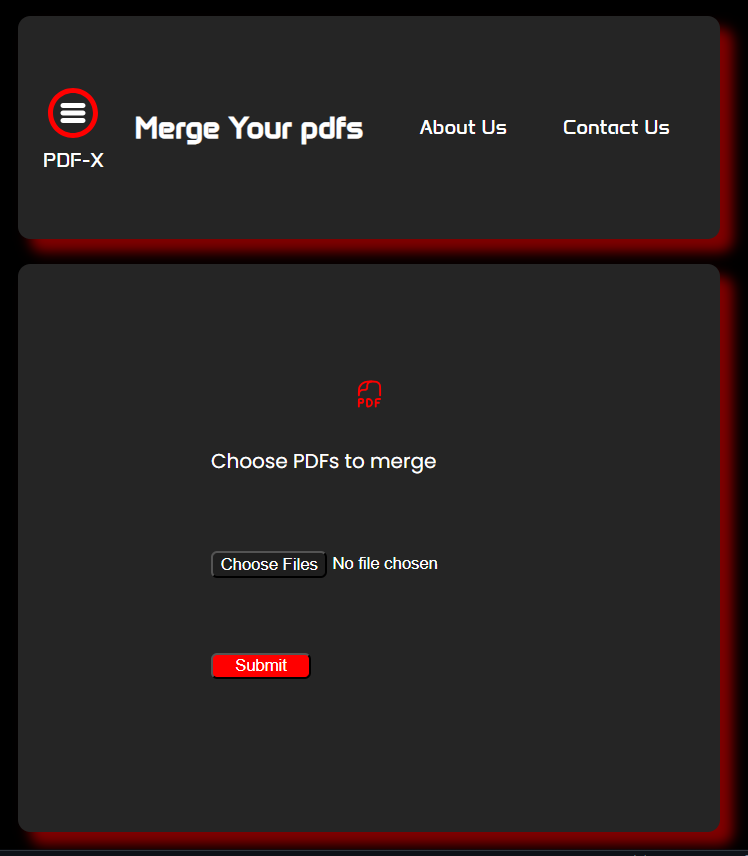 PDF-X
Merge Your pdfs
About Us
Contact Us
PDF
Choose PDFs to merge
Choose Files No file chosen
Submit